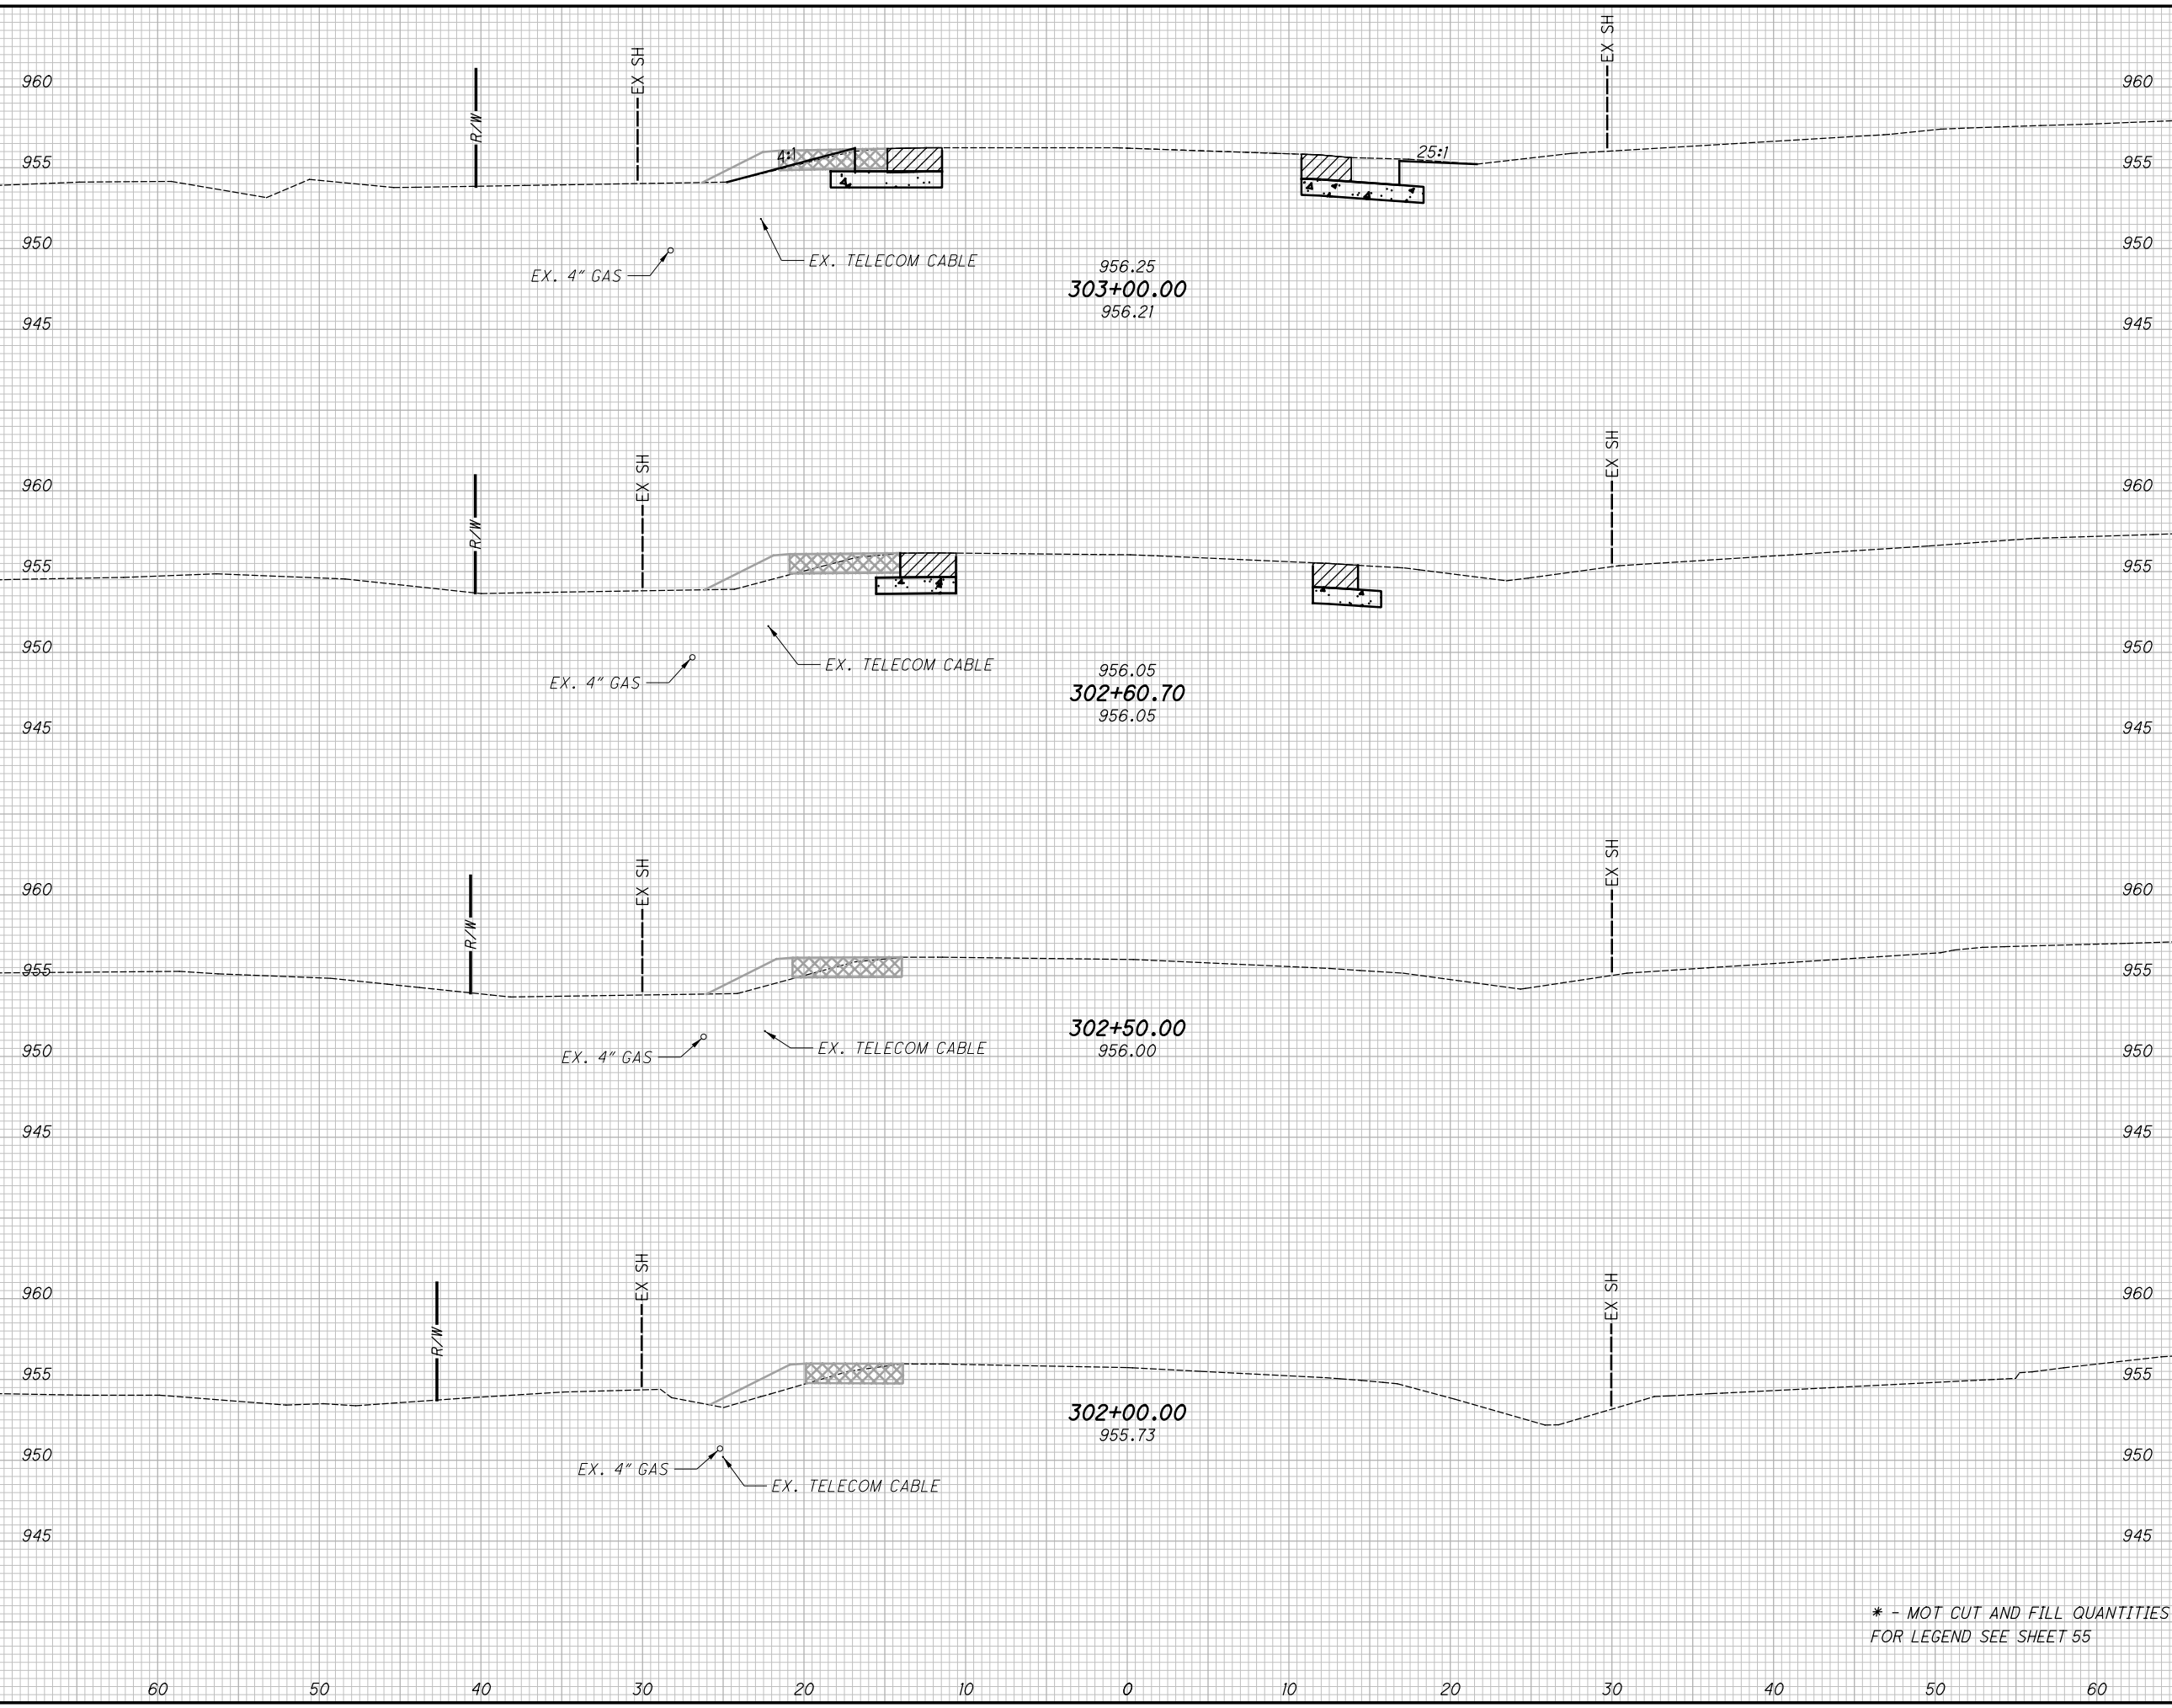 EX SH
EX SH
960
960
R/W
955
4:1
25:1
955
950
EX. TELECOM CABLE
950
EX. 4" GAS
956.25
303+00.00
956.21
945
945
EX SH
EX SH
960
960
R/W
955
955
950
EX. TELECOM CABLE
950
EX. 4" GAS
956.05
302+60.70
956.05
945
945
EX SH
EX SH
960
960
R/W
955
955
950
EX. 4" GAS
EX. TELECOM CABLE
302+50.00
956.00
950
945
945
EX SH
EX SH
960
960
R/W
955
955
302+00.00
955.73
950
950
EX. 4" GAS
EX. TELECOM CABLE
945
945
* - MOT CUT AND FILL QUANTITIES
FOR LEGEND SEE SHEET 55
60 50 40 30 20 10 0 10 20 30 40 50 60